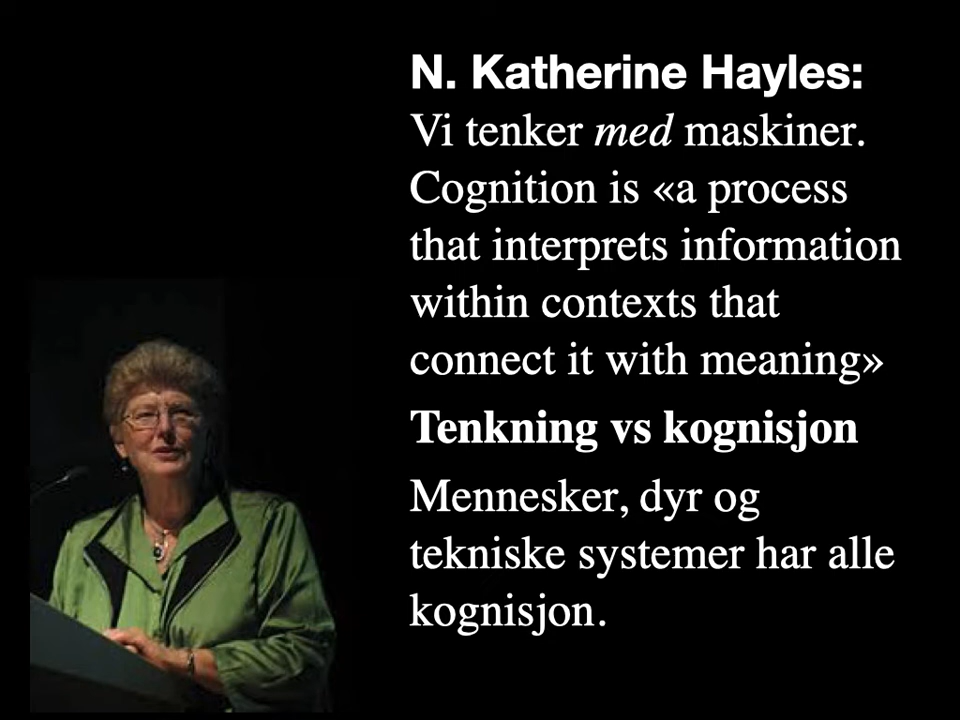 N. Katherine Hayles:
Vi tenker med maskiner.
Cognition is «a process
that interprets information
within contexts that
connect it with meaning»
Tenkning vs kognisjon
Mennesker, dyr og
tekniske systemer har alle
kognisjon.